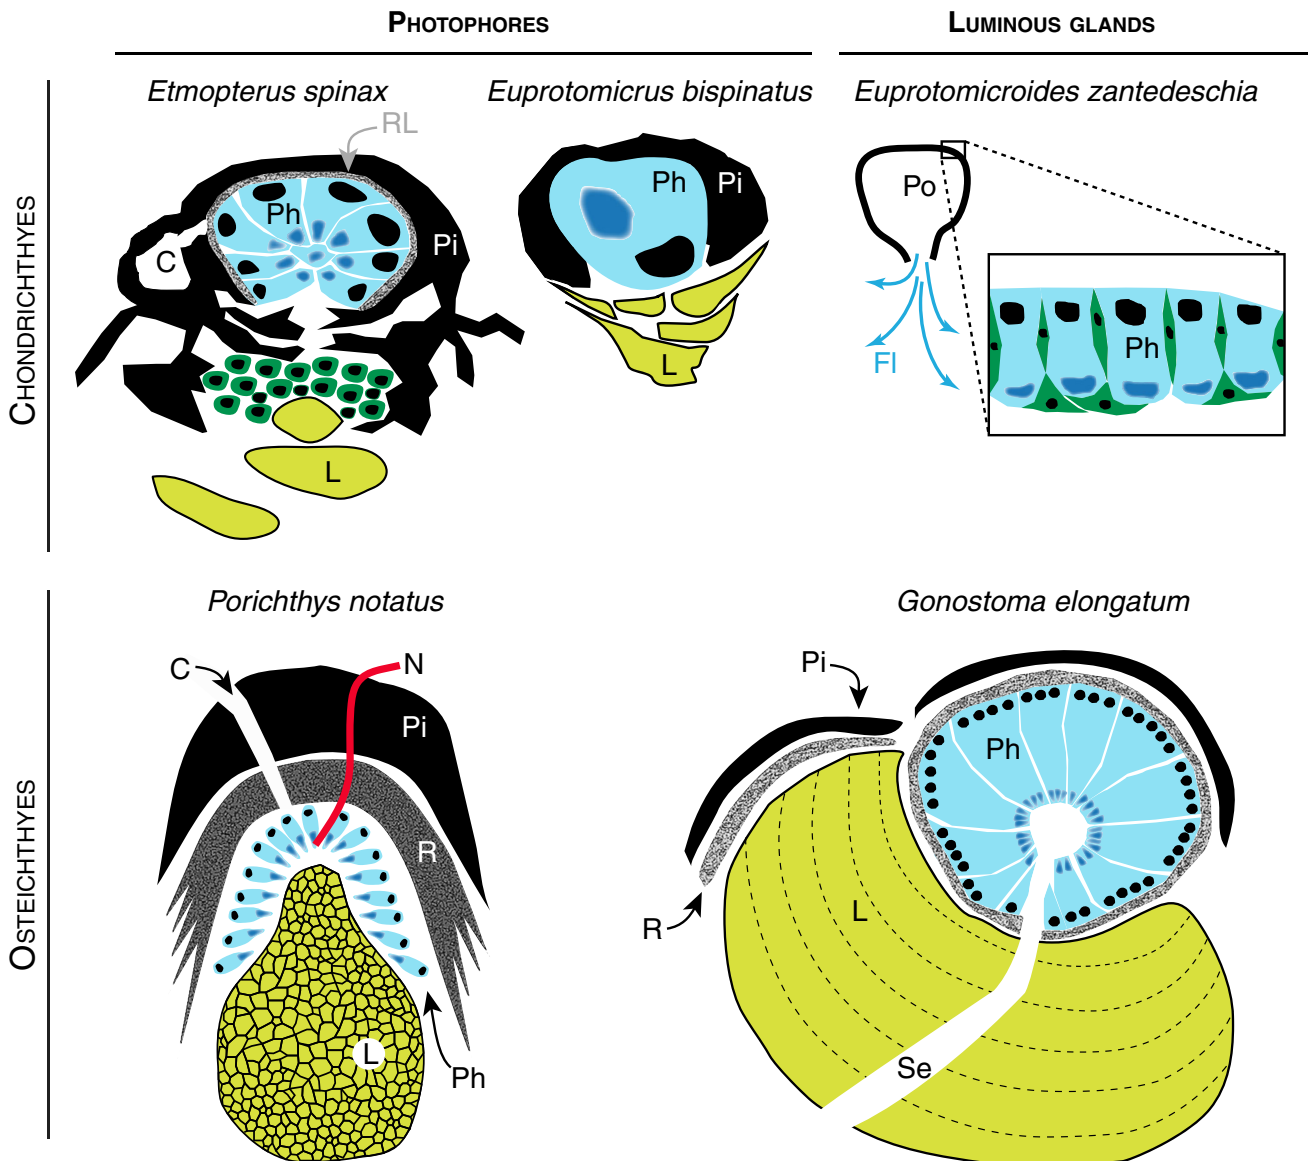 PHOTOPHORES
LUMINOUS GLANDS
CHONDRICHTHYES
Etmopterus spinax
RL
Ph
Pi
C
L
Euprotomicrus bispinatus
Ph
Pi
L
Euprotomicroides zantedeschia
Po
Fl
Ph
OSTEICHTHYES
Porichthys notatus
C
N
Pi
R
L
Ph
Gonostoma elongatum
Pi
Ph
R
L
Se